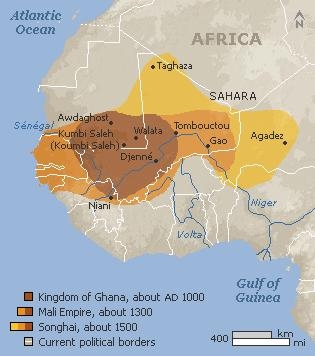 Atlantic
Ocean
N
AFRICA
Taghaza
SAHARA
Awdaghost
Sénégal
Kumbi Saleh
(Koumbi Saleh)
Walata
Tombouctou
Agadez
Gao
Djenné
Niani
Niger
Volta
Gulf of
Guinea
Kingdom of Ghana, about AD 1000
Mali Empire, about 1300
Songhai, about 1500
Current political borders
400
km
mi